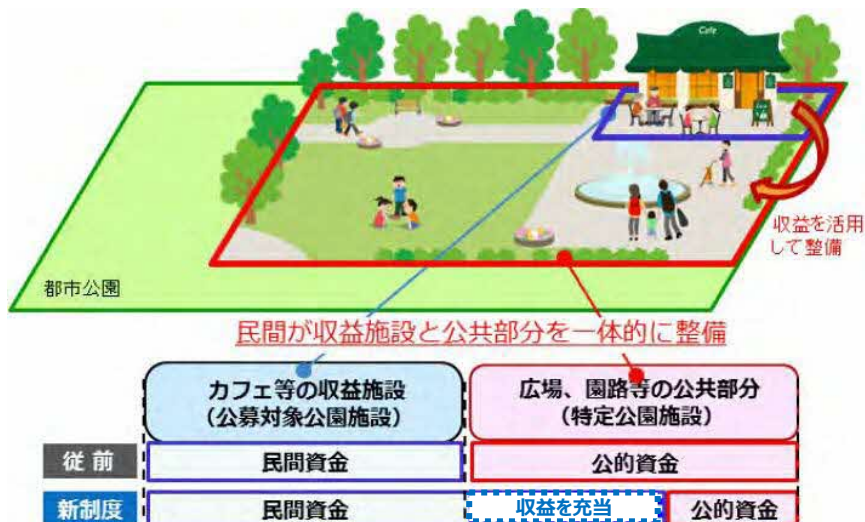 Cafe
収益を活用
して整備
都市公園
民間が収益施設と公共部分を一体的に整備
カフェ等の収益施設
（公募対象公園施設）
広場、園路等の公共部分
（特定公園施設）
従前
民間資金
公的資金
新制度
民間資金
収益を充当
公的資金